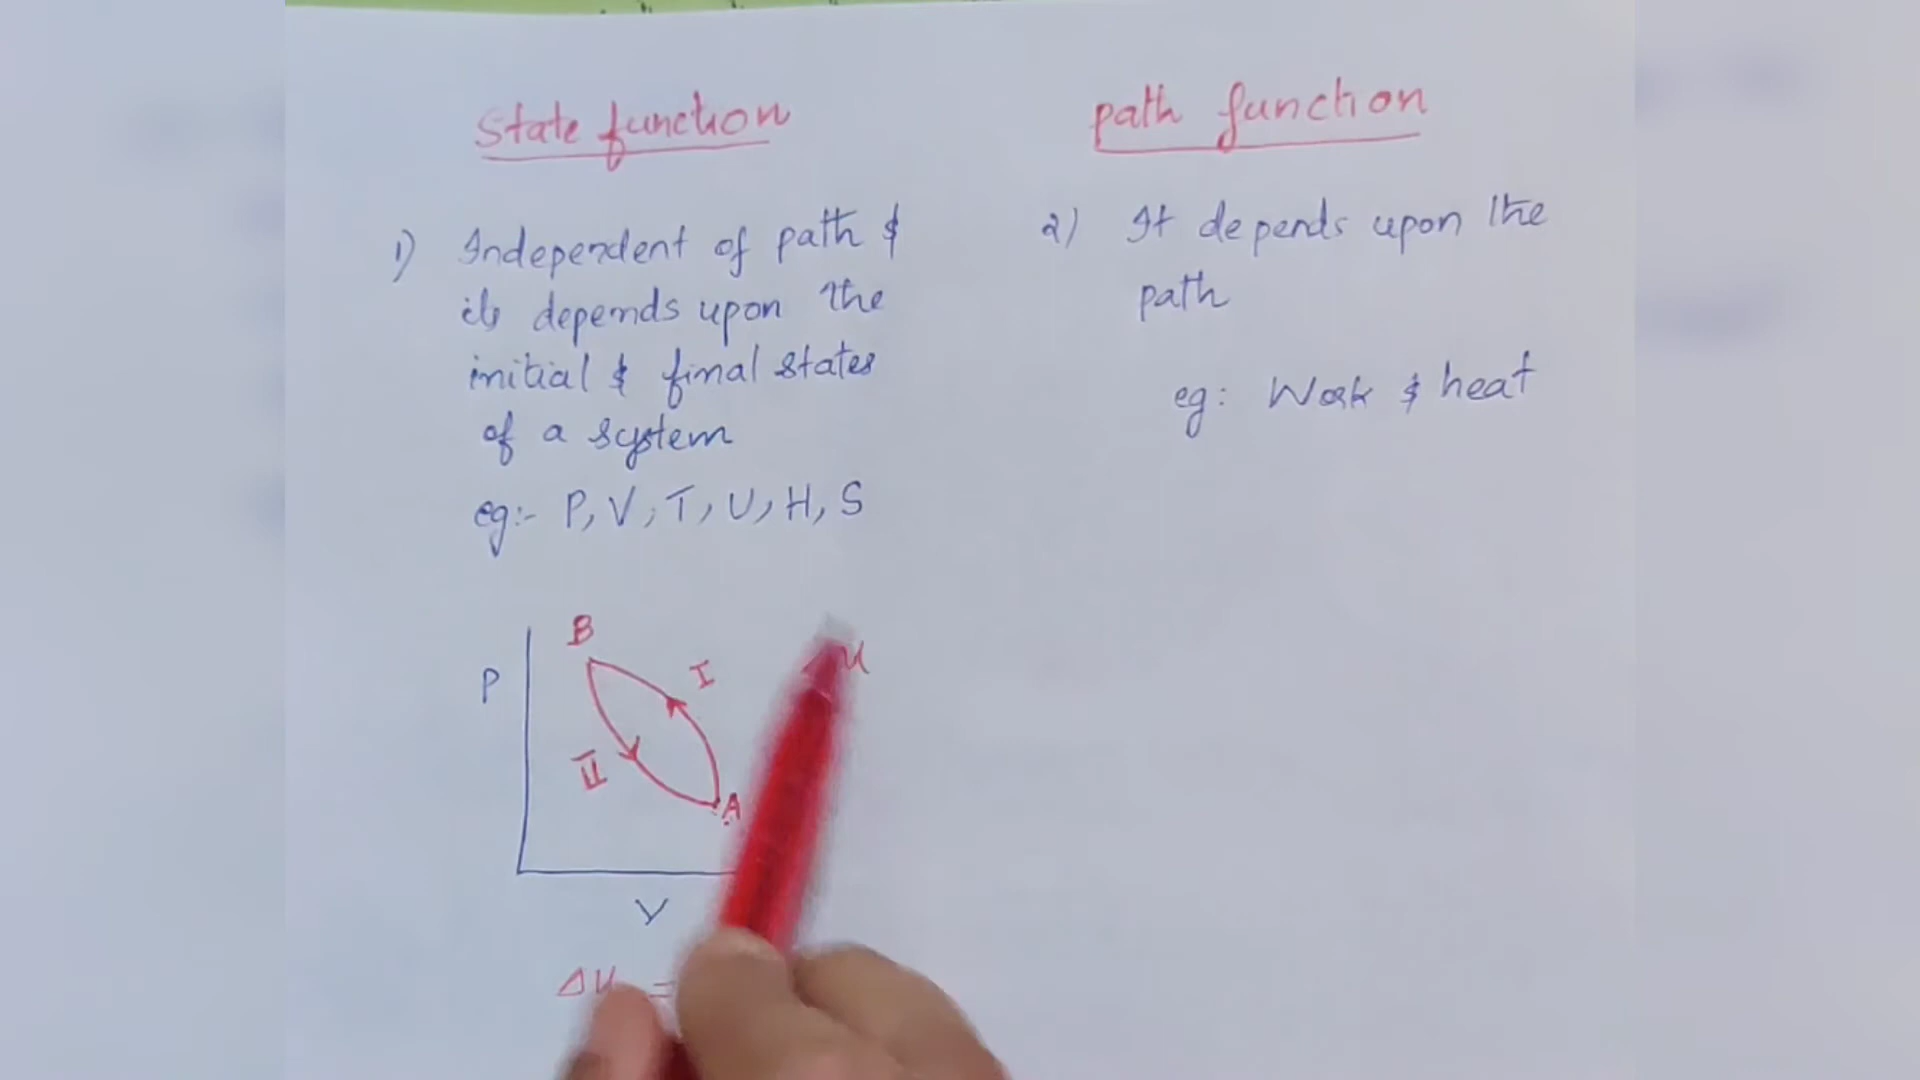 State function
1) Independent of path &
its depends upon the
initial & final states
of a system
eg:- P, V, T, U, H, S
path function
2) It depends upon the
path
eg: Work & heat
B
P
I
U
II
A
V
ΔU =